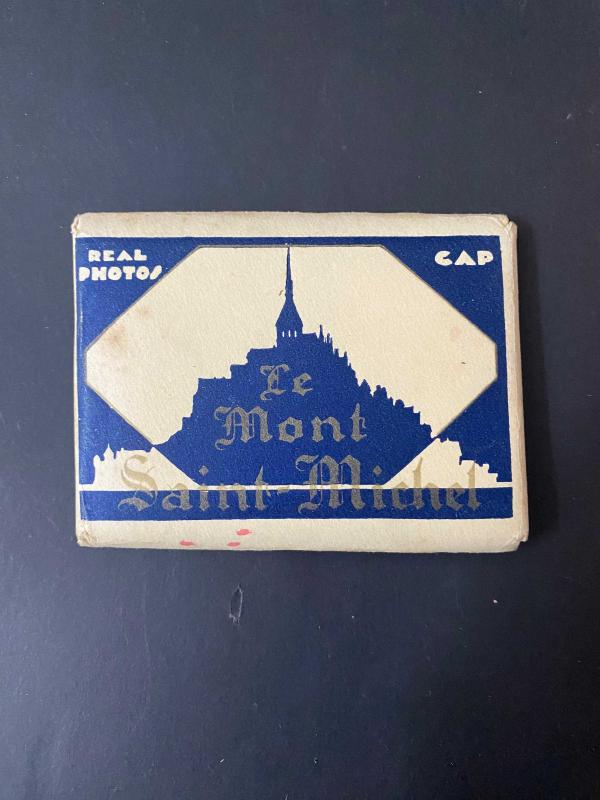 REAL
PHOTOS
CAP
Le
Mont
Saint-Michel